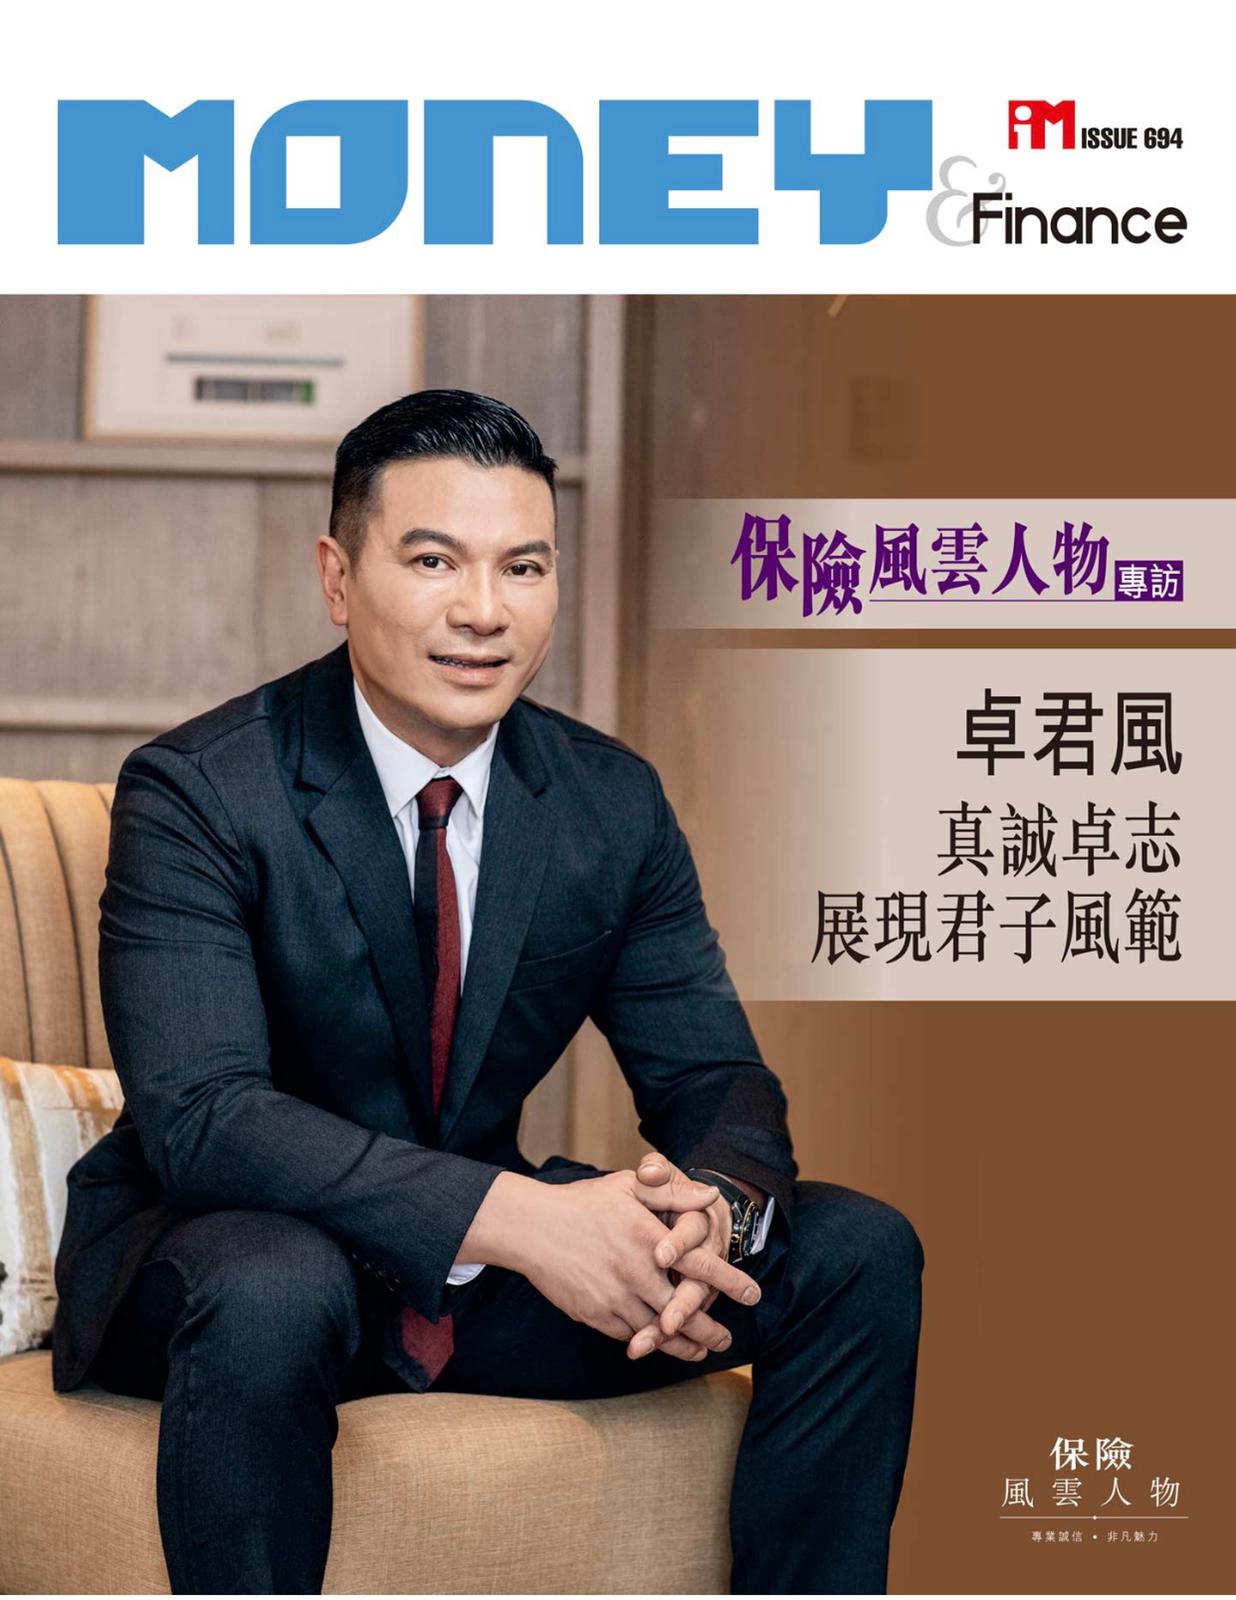 MONEY
iM ISSUE 694
& Finance
保險風雲人物 專訪
卓君風
真誠卓志
展現君子風範
保險
風雲人物
專業誠信 • 非凡魅力